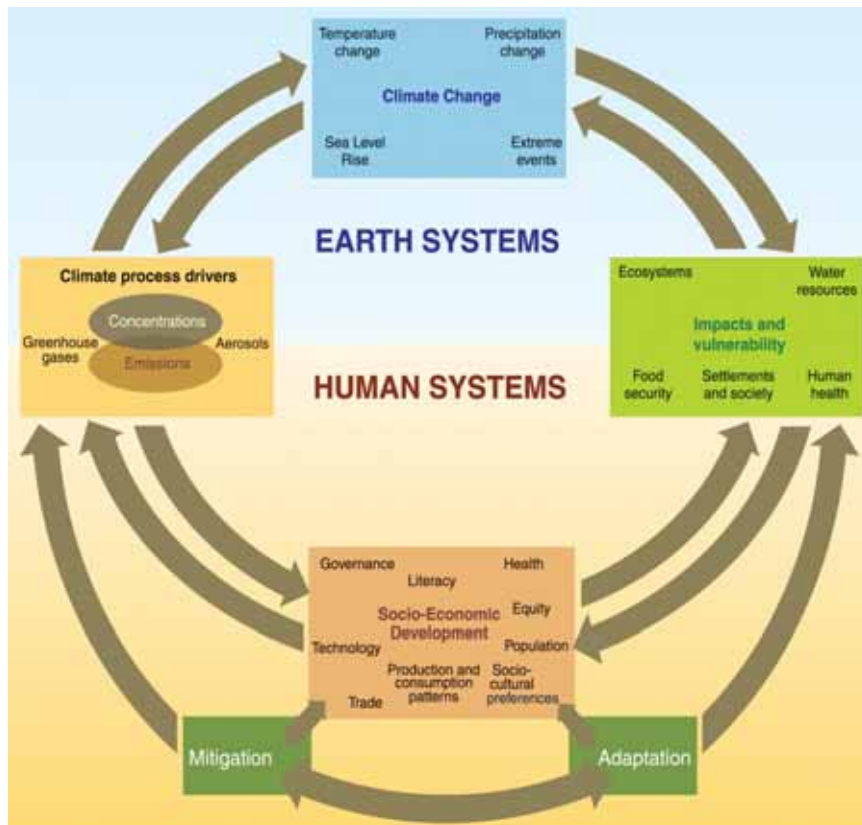 Temperature
change
Precipitation
change
Climate Change
Sea Level
Rise
Extreme
events
EARTH SYSTEMS
Climate process drivers
Concentrations
Greenhouse
gases
Aerosols
Emissions
Ecosystems
Water
resources
Impacts and
vulnerability
Food
security
Settlements
and society
Human
health
HUMAN SYSTEMS
Governance
Literacy
Health
Socio-Economic
Development
Equity
Technology
Population
Production and
consumption
patterns
Socio-
cultural
preferences
Trade
Mitigation
Adaptation